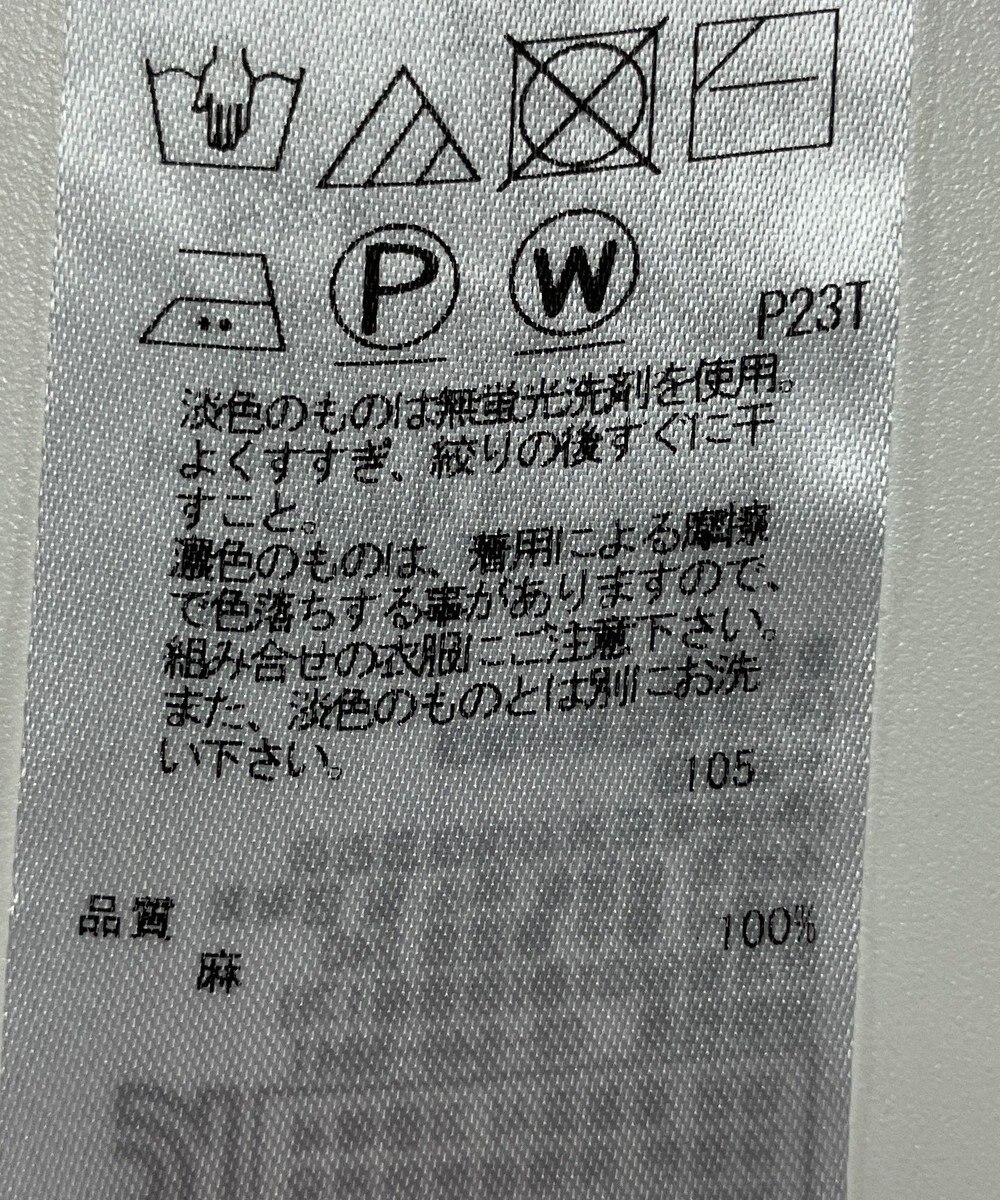 P W
P23T
淡色のものは無蛍光洗剤を使用。
よくすすぎ、絞りの後すぐに干
すこと。
濃色のものは、着用による摩擦
で色落ちする事がありますので、
組み合せの衣服にご注意下さい。
また、淡色のものとは別にお洗
い下さい。
105
品質
麻 100%